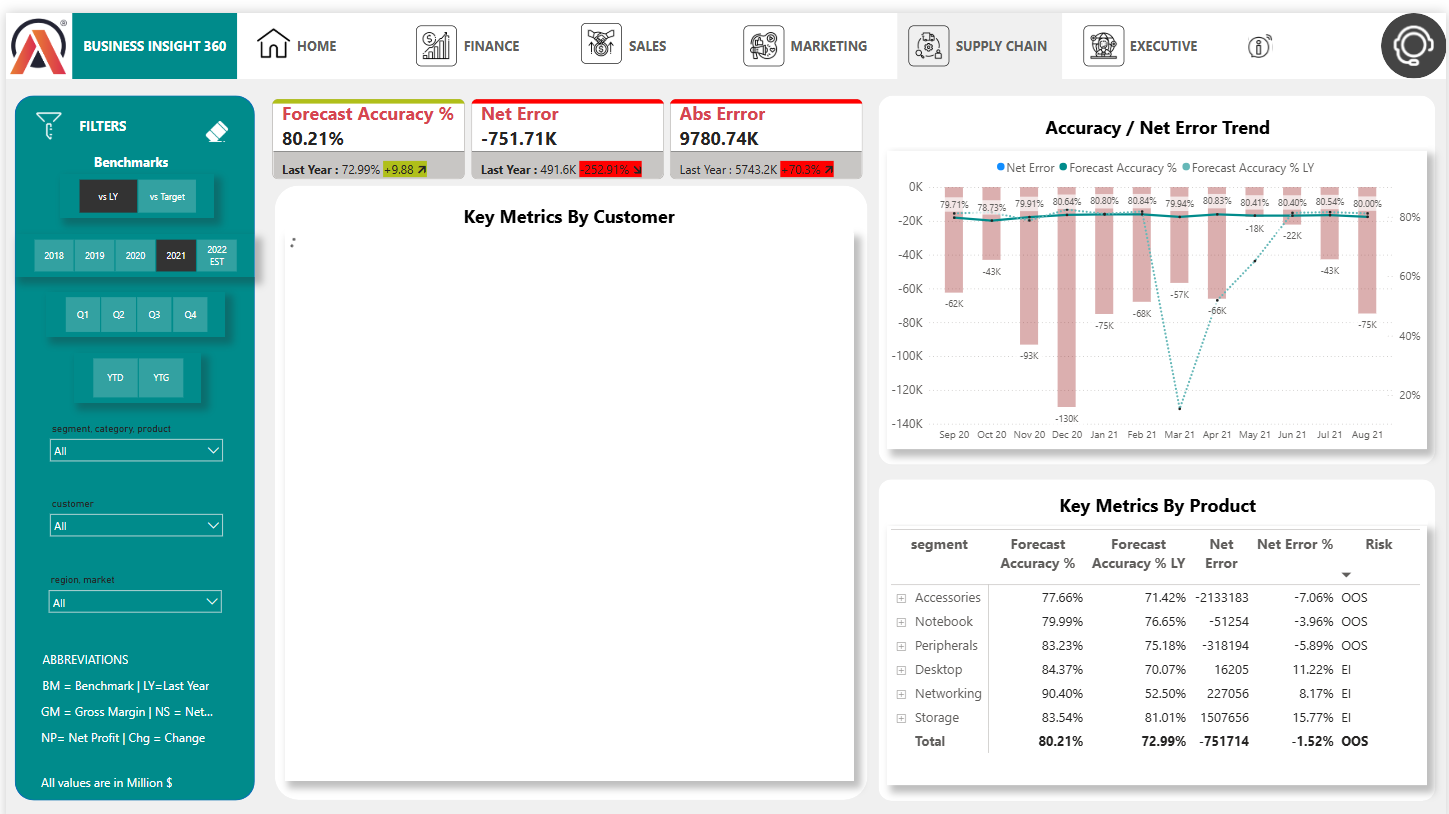 BUSINESS INSIGHT 360
HOME
FINANCE
SALES
MARKETING
SUPPLY CHAIN
EXECUTIVE
FILTERS
Benchmarks
vs LY
vs Target
2018
2019
2020
2021
2022 EST
Q1
Q2
Q3
Q4
YTD
YTG
segment, category, product
All
customer
All
region, market
All
ABBREVIATIONS
BM = Benchmark | LY=Last Year
GM = Gross Margin | NS = Net...
NP= Net Profit | Chg = Change
All values are in Million $
Forecast Accuracy %
80.21%
Last Year : 72.99% +9.88
Net Error
-751.71K
Last Year : 491.6K -252.91%
Abs Errror
9780.74K
Last Year : 5743.2K +70.3%
Key Metrics By Customer
Accuracy / Net Error Trend
Net Error Forecast Accuracy % Forecast Accuracy % LY
0K
-20K
-40K
-60K
-80K
-100K
-120K
-140K
79.71% 78.73% 79.91% 80.64% 80.80% 80.84% 79.94% 80.83% 80.41% 80.40% 80.54% 80.00%
-62K
-43K
-93K
-130K
-75K
-68K
-57K
-66K
-18K
-22K
-43K
-75K
80%
60%
40%
20%
Sep 20 Oct 20 Nov 20 Dec 20 Jan 21 Feb 21 Mar 21 Apr 21 May 21 Jun 21 Jul 21 Aug 21
Key Metrics By Product
segment Forecast Accuracy % Forecast Accuracy % LY Net Error Net Error % Risk
Accessories 77.66% 71.42% -2133183 -7.06% OOS
Notebook 79.99% 76.65% -51254 -3.96% OOS
Peripherals 83.23% 75.18% -318194 -5.89% OOS
Desktop 84.37% 70.07% 16205 11.22% EI
Networking 90.40% 52.50% 227056 8.17% EI
Storage 83.54% 81.01% 1507656 15.77% EI
Total 80.21% 72.99% -751714 -1.52% OOS